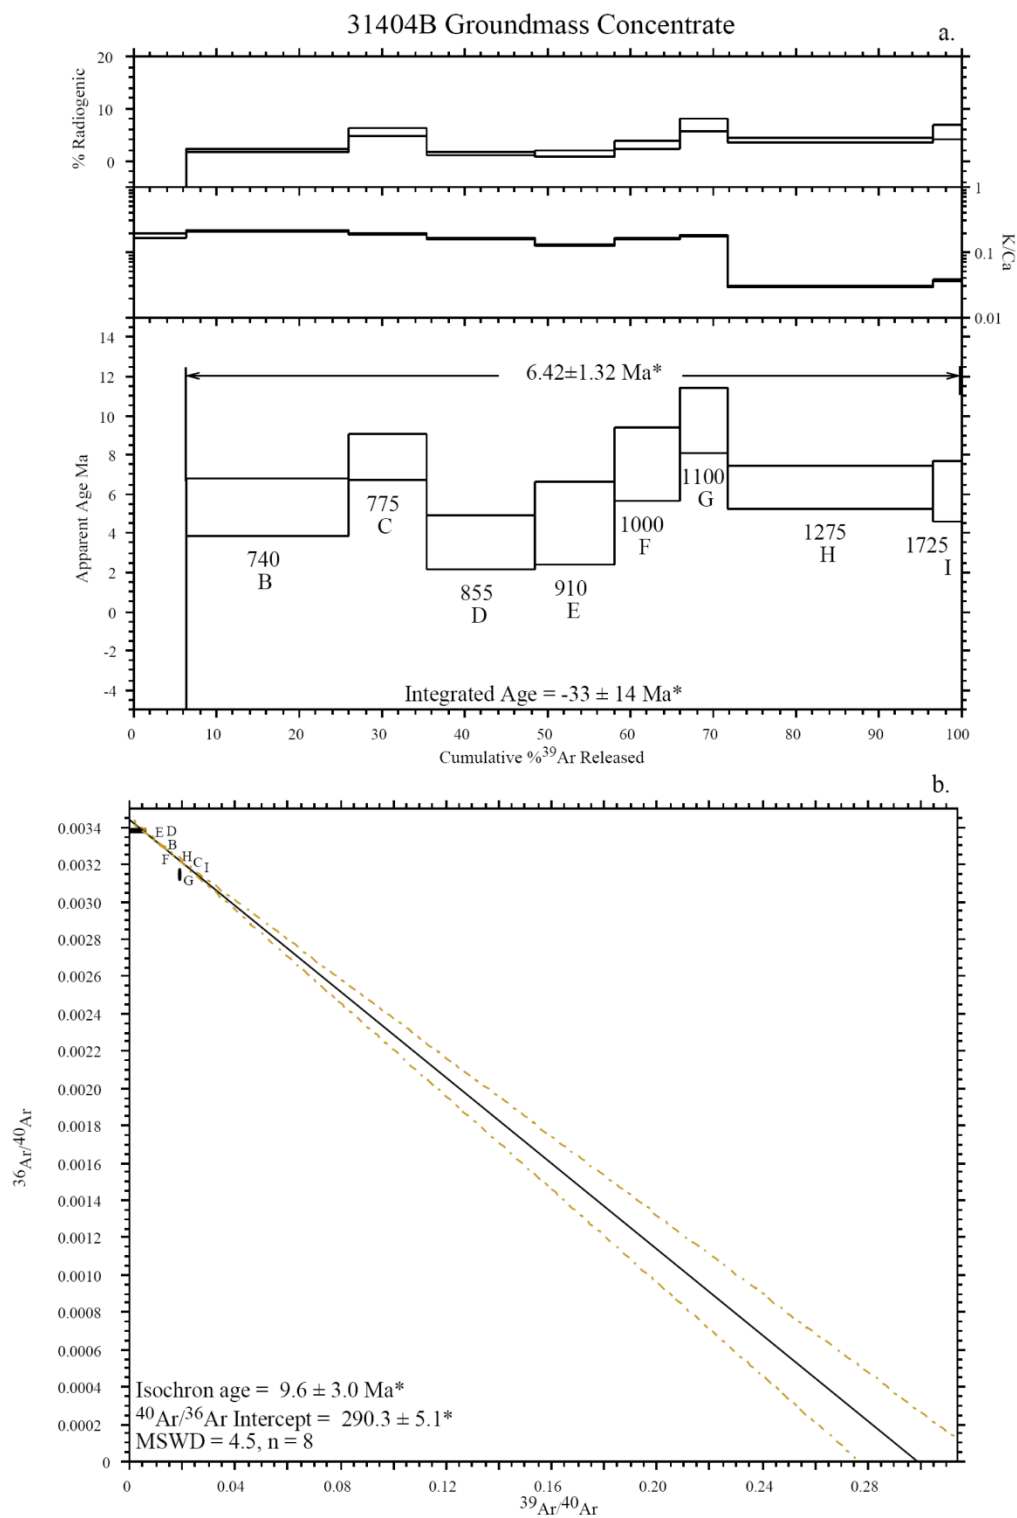 31404B Groundmass Concentrate
a.
% Radiogenic
20
10
0
K/Ca
1
0.1
0.01
Apparent Age Ma
14
12
10
8
6
4
2
0
-2
-4
6.42±1.32 Ma*
740
B
775
C
855
D
910
E
1000
F
1100
G
1275
H
1725
I
Integrated Age = -33 ± 14 Ma*
0 10 20 30 40 50 60 70 80 90 100
Cumulative %39Ar Released
b.
36Ar/40Ar
0.0034
0.0032
0.0030
0.0028
0.0026
0.0024
0.0022
0.0020
0.0018
0.0016
0.0014
0.0012
0.0010
0.0008
0.0006
0.0004
0.0002
0
E D
B
F H C I
G
Isochron age = 9.6 ± 3.0 Ma*
40Ar/36Ar Intercept = 290.3 ± 5.1*
MSWD = 4.5, n = 8
0 0.04 0.08 0.12 0.16 0.20 0.24 0.28
39Ar/40Ar